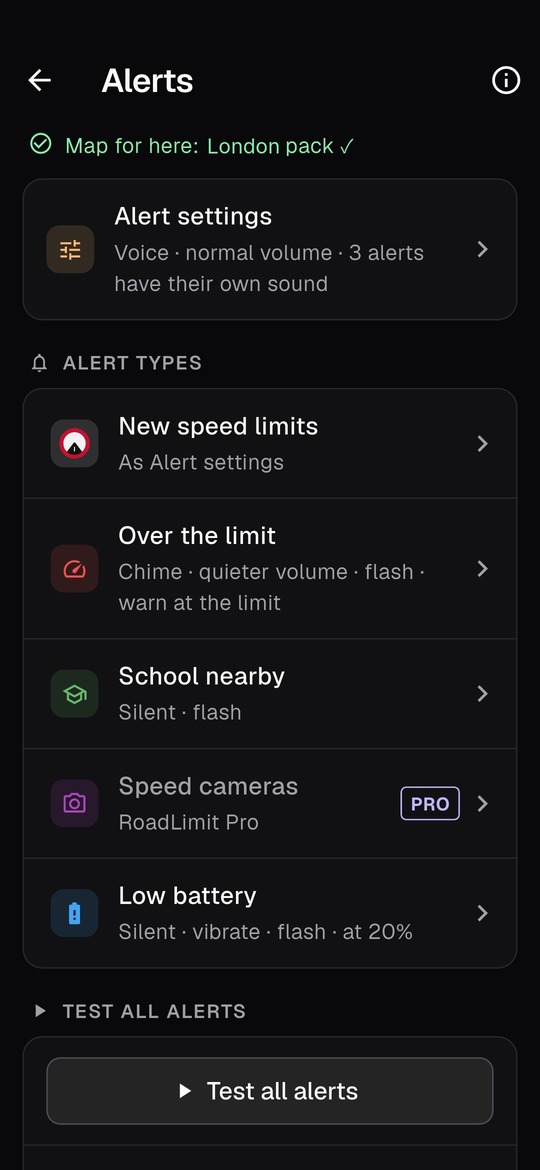 Alerts
Map for here: London pack ✓
Alert settings
Voice · normal volume · 3 alerts
have their own sound
ALERT TYPES
New speed limits
As Alert settings
Over the limit
Chime · quieter volume · flash ·
warn at the limit
School nearby
Silent · flash
Speed cameras
PRO
RoadLimit Pro
Low battery
Silent · vibrate · flash · at 20%
TEST ALL ALERTS
Test all alerts